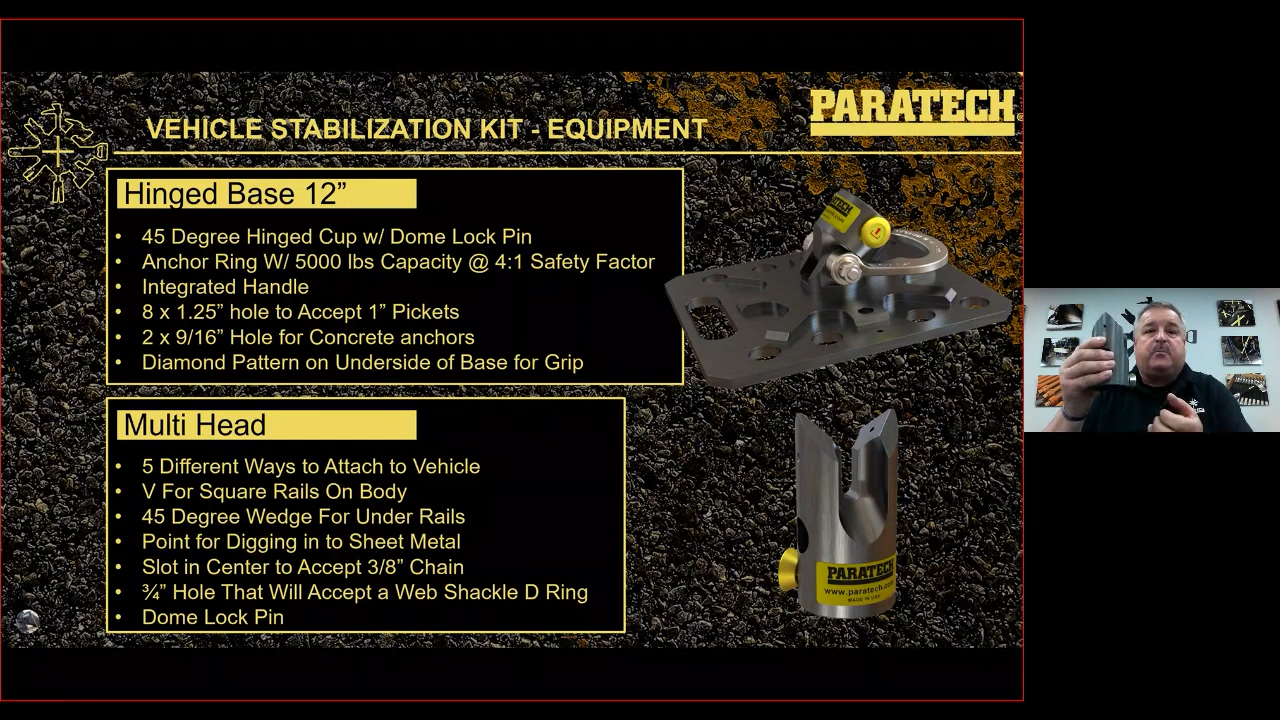 PARATECH
VEHICLE STABILIZATION KIT - EQUIPMENT
Hinged Base 12”
• 45 Degree Hinged Cup w/ Dome Lock Pin
• Anchor Ring W/ 5000 lbs Capacity @ 4:1 Safety Factor
• Integrated Handle
• 8 x 1.25” hole to Accept 1” Pickets
• 2 x 9/16” Hole for Concrete anchors
• Diamond Pattern on Underside of Base for Grip
Multi Head
• 5 Different Ways to Attach to Vehicle
• V For Square Rails On Body
• 45 Degree Wedge For Under Rails
• Point for Digging in to Sheet Metal
• Slot in Center to Accept 3/8” Chain
• ¾” Hole That Will Accept a Web Shackle D Ring
• Dome Lock Pin
PARATECH
www.paratech.com
MADE IN USA